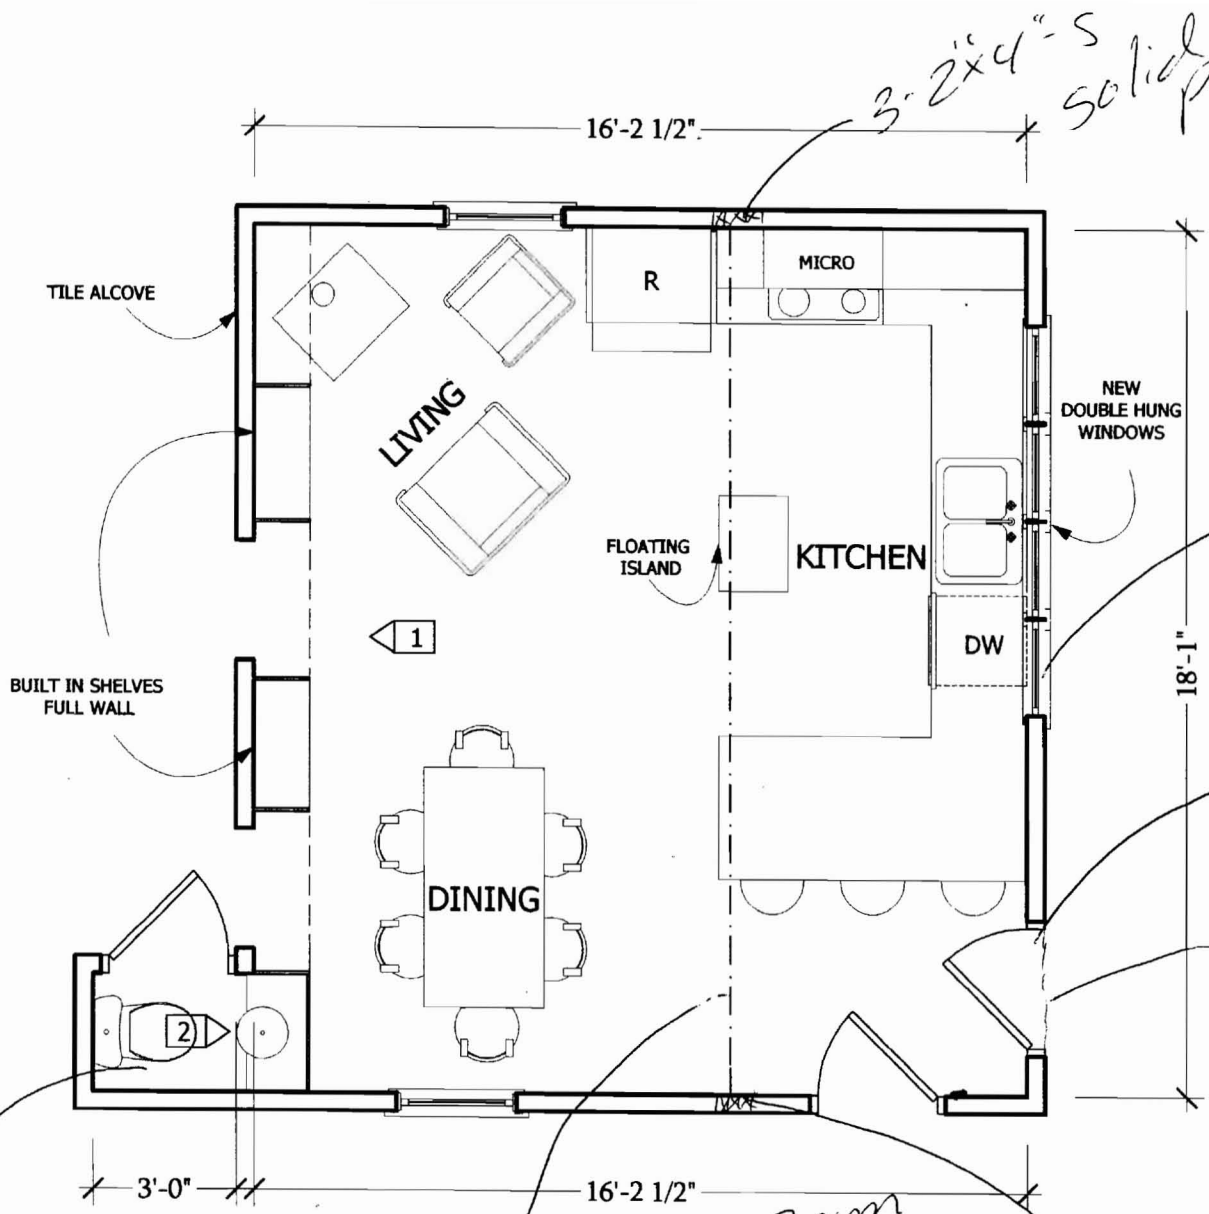 3-2"x4"-S
solid
16'-2 1/2"
MICRO
R
TILE ALCOVE
LIVING
NEW
DOUBLE HUNG
WINDOWS
FLOATING
ISLAND
KITCHEN
1
DW
18'-1"
BUILT IN SHELVES
FULL WALL
DINING
2
3'-0"
16'-2 1/2"